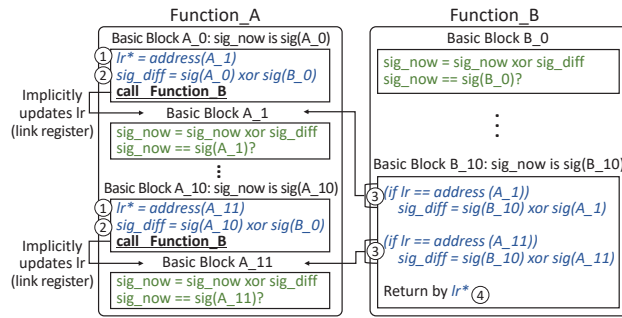 Function_A
Basic Block A_0: sig_now is sig(A_0)
① lr* = address(A_1)
② sig_diff = sig(A_0) xor sig(B_0)
call Function_B
Implicitly
updates lr
(link register)
Basic Block A_1
sig_now = sig_now xor sig_diff
sig_now == sig(A_1)?
⋮
Basic Block A_10: sig_now is sig(A_10)
① lr* = address(A_11)
② sig_diff = sig(A_10) xor sig(B_0)
call Function_B
Implicitly
updates lr
(link register)
Basic Block A_11
sig_now = sig_now xor sig_diff
sig_now == sig(A_11)?
Function_B
Basic Block B_0
sig_now = sig_now xor sig_diff
sig_now == sig(B_0)?
⋮
Basic Block B_10: sig_now is sig(B_10)
③ (if lr == address (A_1))
sig_diff = sig(B_10) xor sig(A_1)
③ (if lr == address (A_11))
sig_diff = sig(B_10) xor sig(A_11)
Return by lr* ④